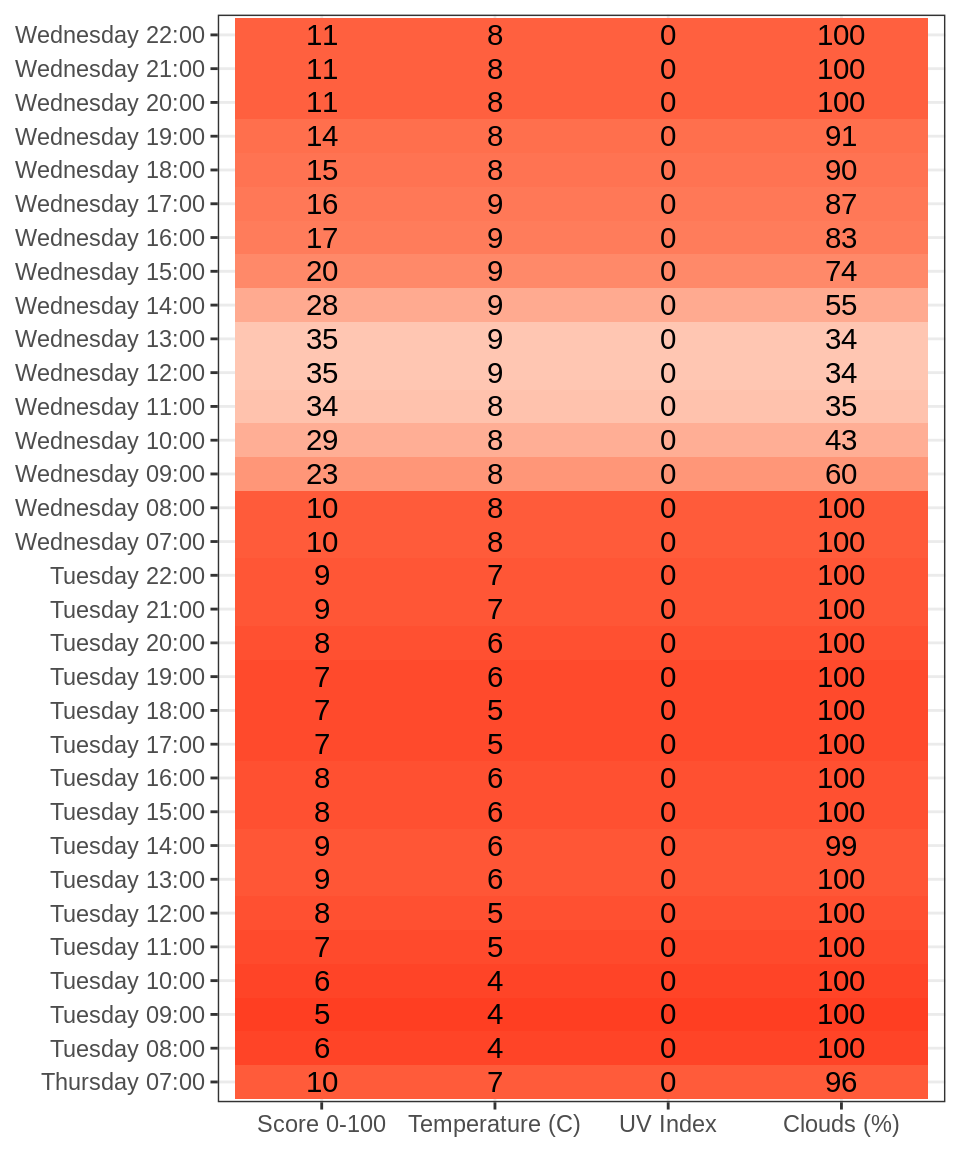 Wednesday 22:00 11 8 0 100
Wednesday 21:00 11 8 0 100
Wednesday 20:00 11 8 0 100
Wednesday 19:00 14 8 0 91
Wednesday 18:00 15 8 0 90
Wednesday 17:00 16 9 0 87
Wednesday 16:00 17 9 0 83
Wednesday 15:00 20 9 0 74
Wednesday 14:00 28 9 0 55
Wednesday 13:00 35 9 0 34
Wednesday 12:00 35 9 0 34
Wednesday 11:00 34 8 0 35
Wednesday 10:00 29 8 0 43
Wednesday 09:00 23 8 0 60
Wednesday 08:00 10 8 0 100
Wednesday 07:00 10 8 0 100
Tuesday 22:00 9 7 0 100
Tuesday 21:00 9 7 0 100
Tuesday 20:00 8 6 0 100
Tuesday 19:00 7 6 0 100
Tuesday 18:00 7 5 0 100
Tuesday 17:00 7 5 0 100
Tuesday 16:00 8 6 0 100
Tuesday 15:00 8 6 0 100
Tuesday 14:00 9 6 0 99
Tuesday 13:00 9 6 0 100
Tuesday 12:00 8 5 0 100
Tuesday 11:00 7 5 0 100
Tuesday 10:00 6 4 0 100
Tuesday 09:00 5 4 0 100
Tuesday 08:00 6 4 0 100
Thursday 07:00 10 7 0 96
Score 0-100 Temperature (C) UV Index Clouds (%)